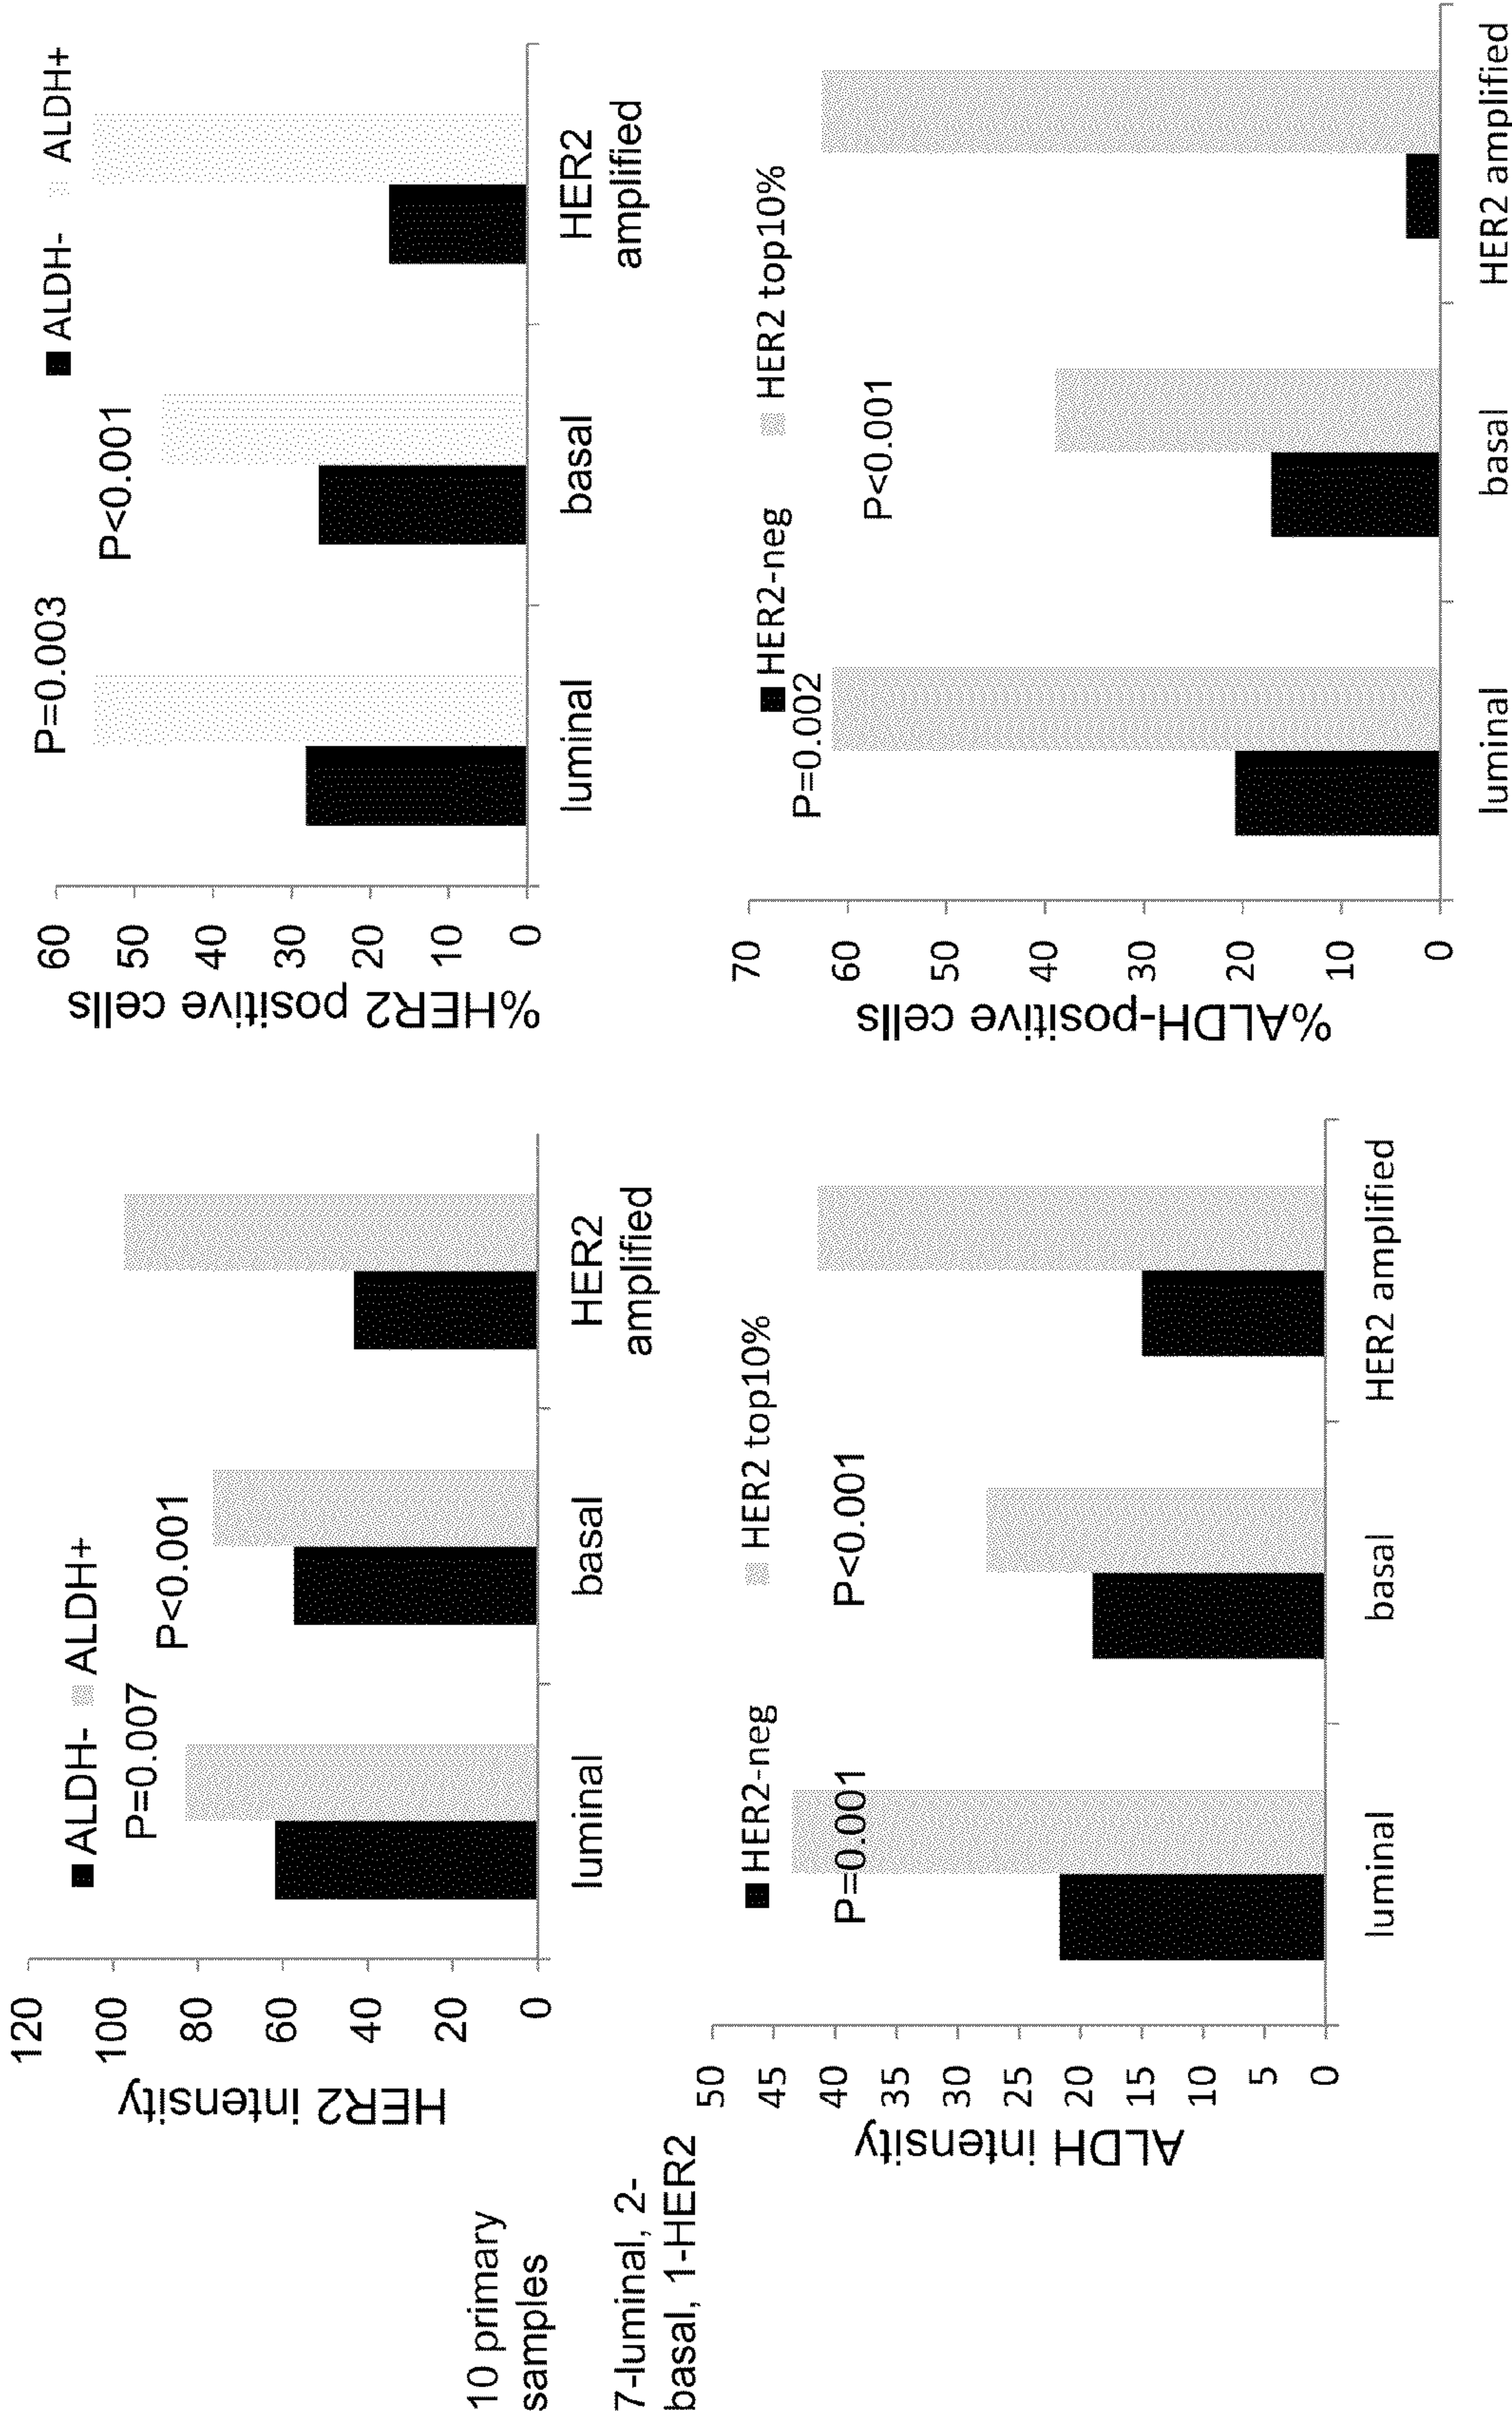 10 primary
samples
7-luminal, 2-
basal, 1-HER2
HER2 intensity
120
100
80
60
40
20
0
■ ALDH- ALDH+
P=0.007
P<0.001
luminal
basal
HER2
amplified
%HER2 positive cells
60
50
40
30
20
10
0
P=0.003
P<0.001
■ ALDH- ALDH+
luminal
basal
HER2
amplified
ALDH intensity
50
45
40
35
30
25
20
15
10
5
0
■ HER2-neg HER2 top10%
P=0.001
P<0.001
luminal
basal
HER2 amplified
%ALDH-positive cells
70
60
50
40
30
20
10
0
■ HER2-neg HER2 top10%
P=0.002
P<0.001
luminal
basal
HER2 amplified